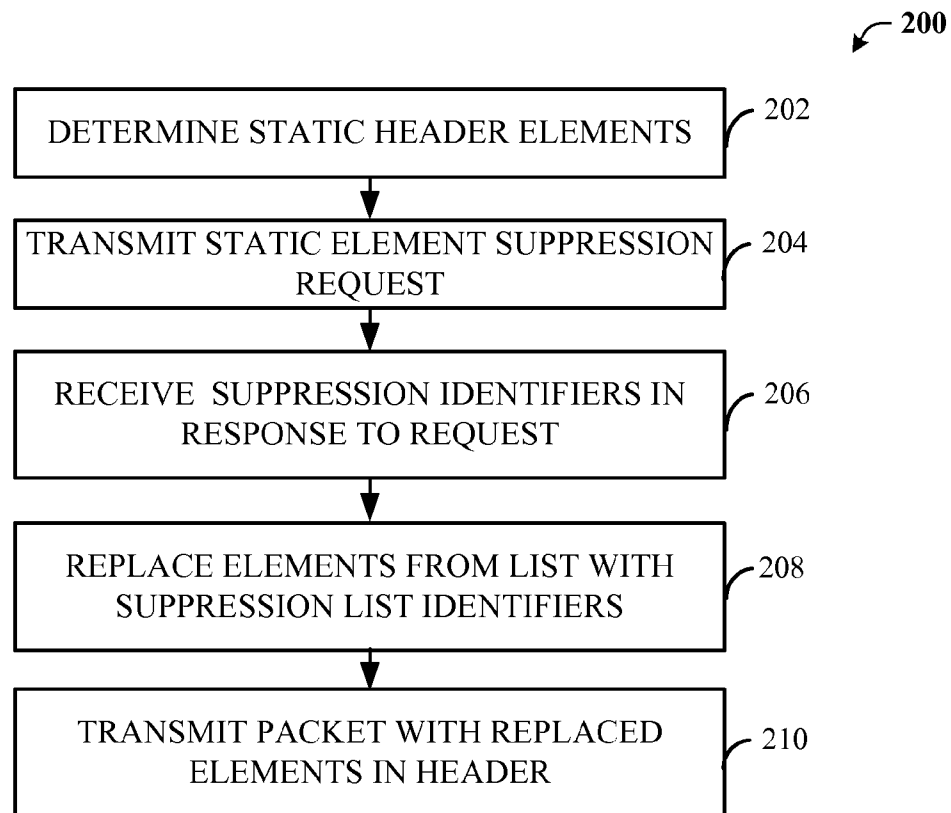 200
DETERMINE STATIC HEADER ELEMENTS
202
TRANSMIT STATIC ELEMENT SUPPRESSION
REQUEST
204
RECEIVE SUPPRESSION IDENTIFIERS IN
RESPONSE TO REQUEST
206
REPLACE ELEMENTS FROM LIST WITH
SUPPRESSION LIST IDENTIFIERS
208
TRANSMIT PACKET WITH REPLACED
ELEMENTS IN HEADER
210